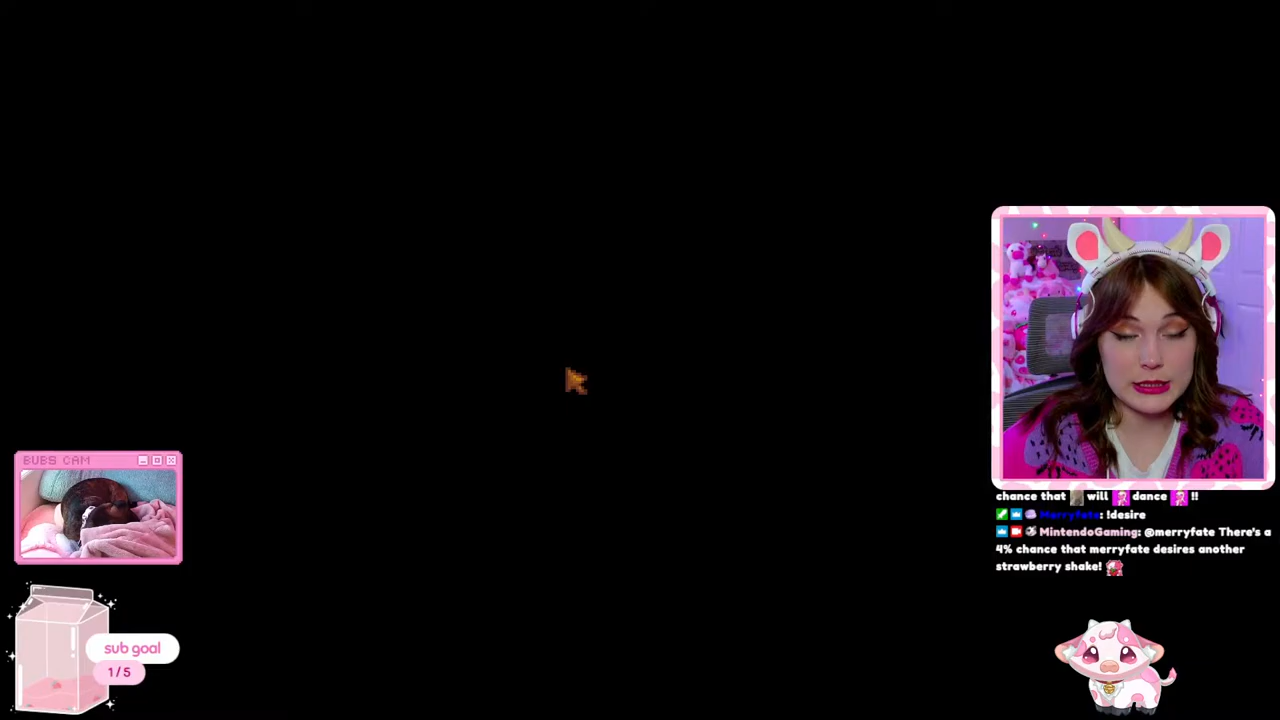 BUBS CAM
sub goal
1/5
chance that will dance !!
Merryfate: !desire
MintendoGaming: @merryfate There's a
4% chance that merryfate desires another
strawberry shake!